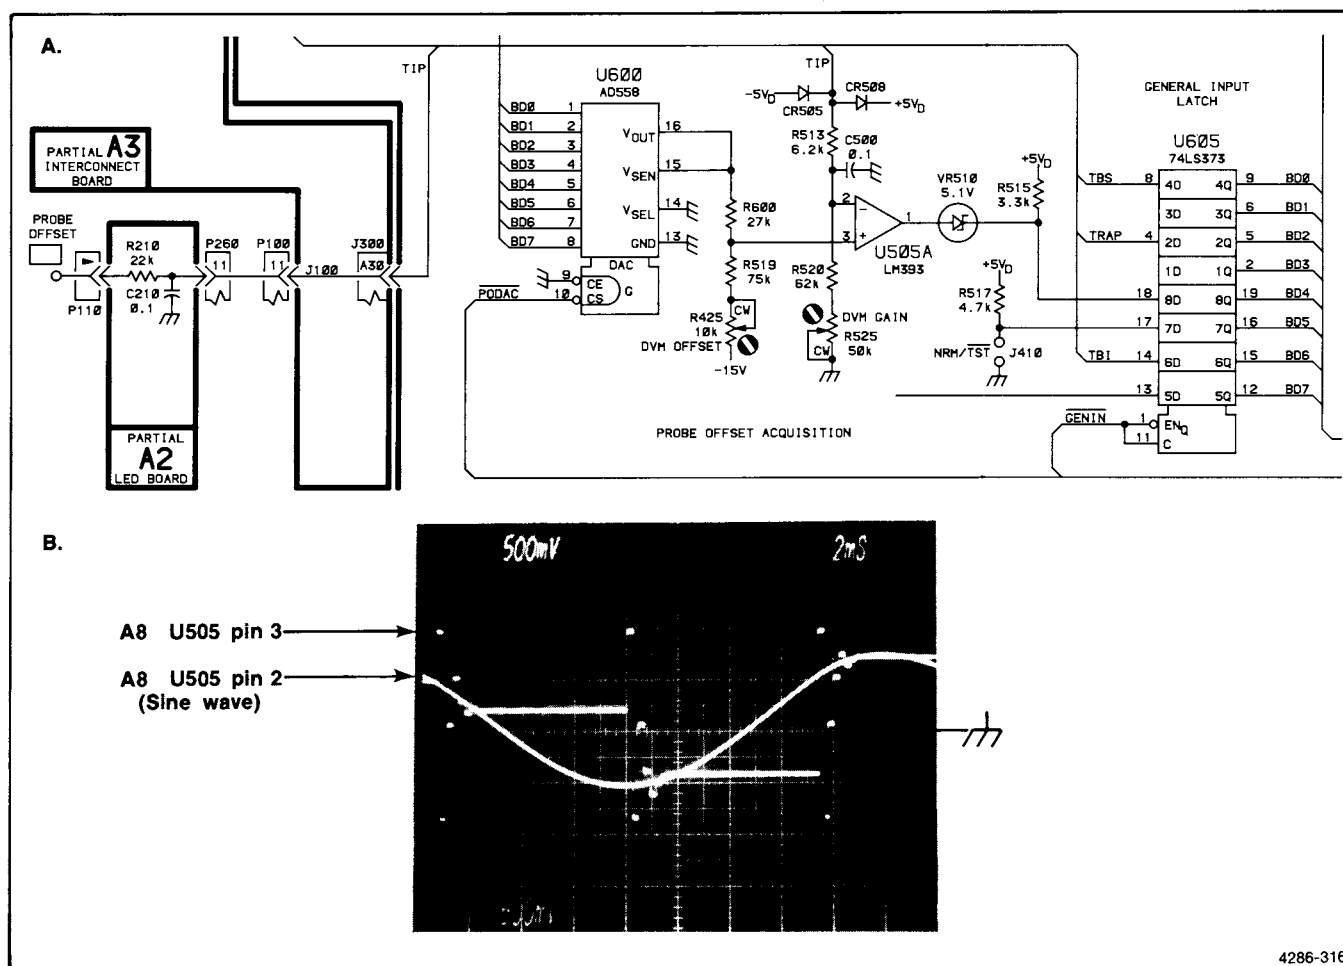 A.
PARTIAL A3
INTERCONNECT
BOARD
PROBE
OFFSET
P110
R210
22k
C210
0.1
P260
11
P100
11
J100
J300
A30
TIP
PARTIAL
A2
LED BOARD
U600
AD558
BD0 1
BD1 2
BD2 3
BD3 4
BD4 5
BD5 6
BD6 7
BD7 8
VOUT 16
VSEN 15
VSEL 14
GND 13
DAC
9 CE
10 CS
G
PODAC
R600
27k
R519
75k
CW
R425
10k
DVM OFFSET
-15V
TIP
-5VD
CR505
CR508
+5VD
R513
6.2k
C500
0.1
2
-
3
+
1
U505A
LM393
R520
62k
DVM GAIN
R525
50k
CW
VR510
5.1V
+5VD
R515
3.3k
+5VD
R517
4.7k
NRM/TST J410
PROBE OFFSET ACQUISITION
GENERAL INPUT
LATCH
U605
74LS373
TBS 8 4D 4Q 9 BD0
3D 3Q 6 BD1
TRAP 4 2D 2Q 5 BD2
1D 1Q 2 BD3
18 8D 8Q 19 BD4
17 7D 7Q 16 BD5
TBI 14 6D 6Q 15 BD6
13 5D 5Q 12 BD7
GENIN
1 ENQ
11 C
B.
500mV 2mS
A8 U505 pin 3
A8 U505 pin 2
(Sine wave)
4286-316